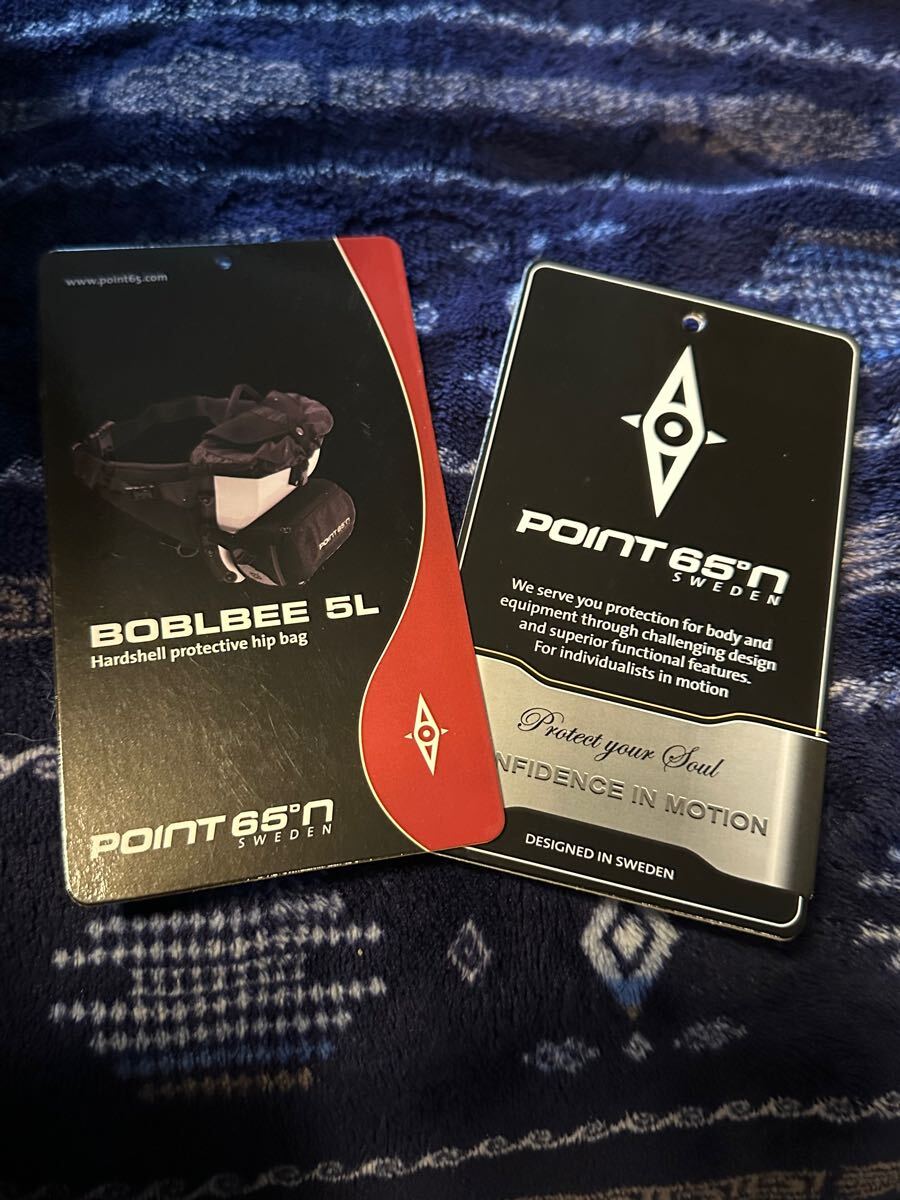 www.point65.com
BOBLBEE 5L
Hardshell protective hip bag
POINT 65°N
SWEDEN
POINT 65°N
SWEDEN
We serve you protection for body and
equipment through challenging design
and superior functional features.
For individualists in motion
Protect your Soul
NFIDENCE IN MOTION
DESIGNED IN SWEDEN
POINT 65°N